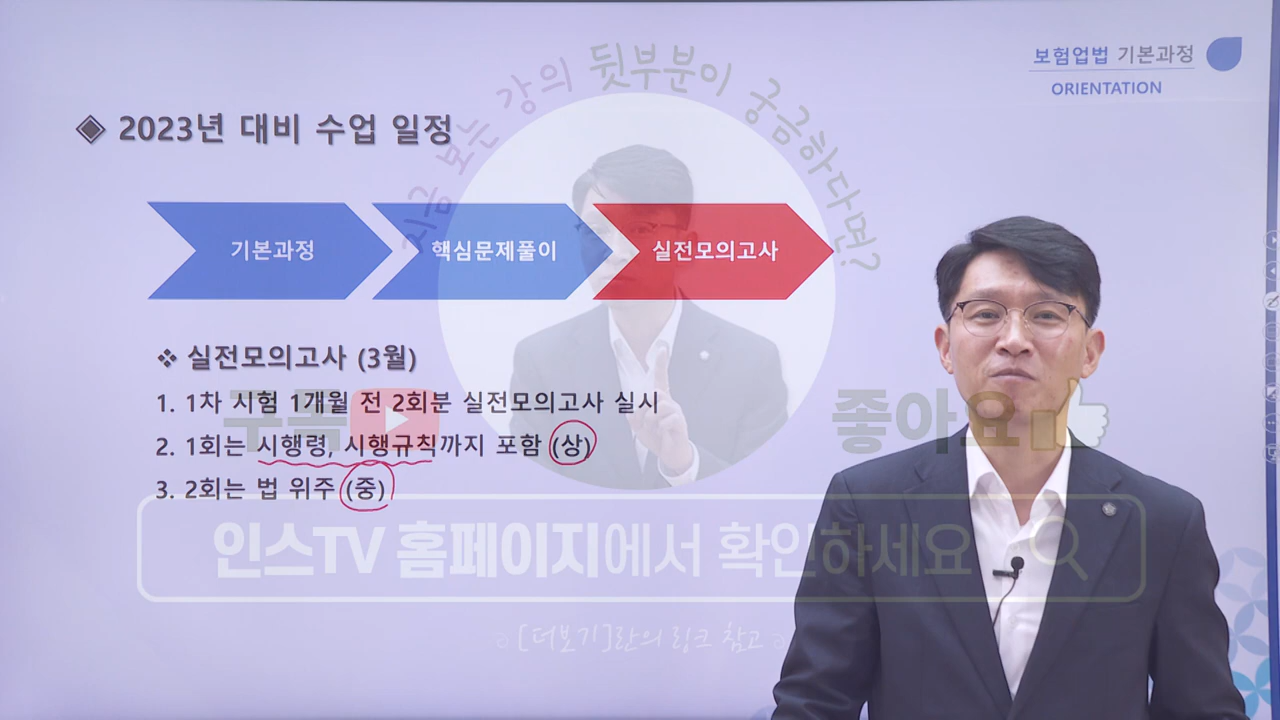 보험업법 기본과정
ORIENTATION
지금 보는 강의 뒷부분이 궁금하다면?
◈ 2023년 대비 수업 일정
기본과정
핵심문제풀이
실전모의고사
❖ 실전모의고사 (3월)
1. 1차 시험 1개월 전 2회분 실전모의고사 실시
2. 1회는 시행령, 시행규칙까지 포함 (상)
3. 2회는 법 위주 (중)
구독
좋아요
인스TV 홈페이지에서 확인하세요
[더보기]란의 링크 참고